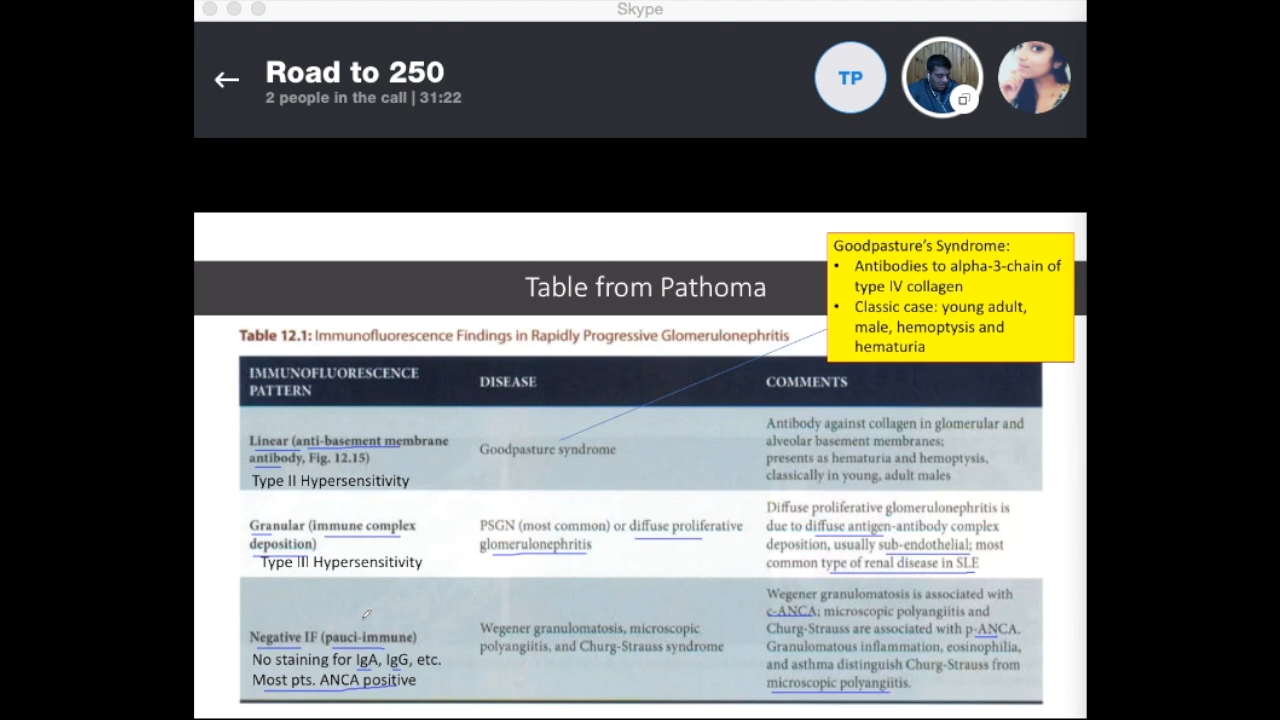 Skype
Road to 250
2 people in the call | 31:22
TP
Goodpasture's Syndrome:
• Antibodies to alpha-3-chain of
type IV collagen
• Classic case: young adult,
male, hemoptysis and
hematuria
Table from Pathoma
Table 12.1: Immunofluorescence Findings in Rapidly Progressive Glomerulonephritis
IMMUNOFLUORESCENCE
PATTERN
DISEASE
COMMENTS
Linear (anti-basement membrane
antibody, Fig. 12.15)
Type II Hypersensitivity
Goodpasture syndrome
Antibody against collagen in glomerular and
alveolar basement membranes;
presents as hematuria and hemoptysis,
classically in young, adult males
Granular (immune complex
deposition)
Type III Hypersensitivity
PSGN (most common) or diffuse proliferative
glomerulonephritis
Diffuse proliferative glomerulonephritis is
due to diffuse antigen-antibody complex
deposition, usually sub-endothelial; most
common type of renal disease in SLE
Negative IF (pauci-immune)
No staining for IgA, IgG, etc.
Most pts. ANCA positive
Wegener granulomatosis, microscopic
polyangiitis, and Churg-Strauss syndrome
Wegener granulomatosis is associated with
c-ANCA; microscopic polyangiitis and
Churg-Strauss are associated with p-ANCA.
Granulomatous inflammation, eosinophilia,
and asthma distinguish Churg-Strauss from
microscopic polyangiitis.